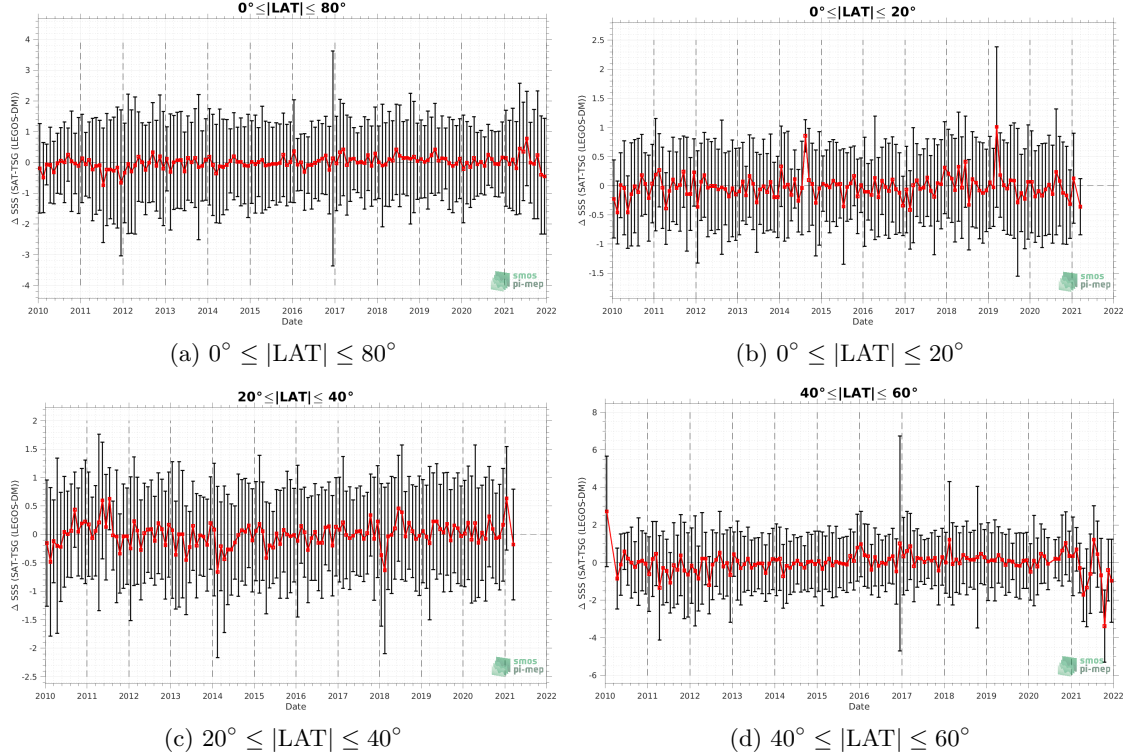 0°≤|LAT|≤ 80°
Δ SSS (SAT-TSG (LEGOS-DM))
4
3
2
1
0
-1
-2
-3
-4
2010 2011 2012 2013 2014 2015 2016 2017 2018 2019 2020 2021 2022
Date
smos
pi-mep
(a) 0° ≤ |LAT| ≤ 80°
0°≤|LAT|≤ 20°
Δ SSS (SAT-TSG (LEGOS-DM))
2.5
2
1.5
1
0.5
0
-0.5
-1
-1.5
2010 2011 2012 2013 2014 2015 2016 2017 2018 2019 2020 2021 2022
Date
smos
pi-mep
(b) 0° ≤ |LAT| ≤ 20°
20°≤|LAT|≤ 40°
Δ SSS (SAT-TSG (LEGOS-DM))
2
1.5
1
0.5
0
-0.5
-1
-1.5
-2
-2.5
2010 2011 2012 2013 2014 2015 2016 2017 2018 2019 2020 2021 2022
Date
smos
pi-mep
(c) 20° ≤ |LAT| ≤ 40°
40°≤|LAT|≤ 60°
Δ SSS (SAT-TSG (LEGOS-DM))
8
6
4
2
0
-2
-4
-6
2010 2011 2012 2013 2014 2015 2016 2017 2018 2019 2020 2021 2022
Date
smos
pi-mep
(d) 40° ≤ |LAT| ≤ 60°